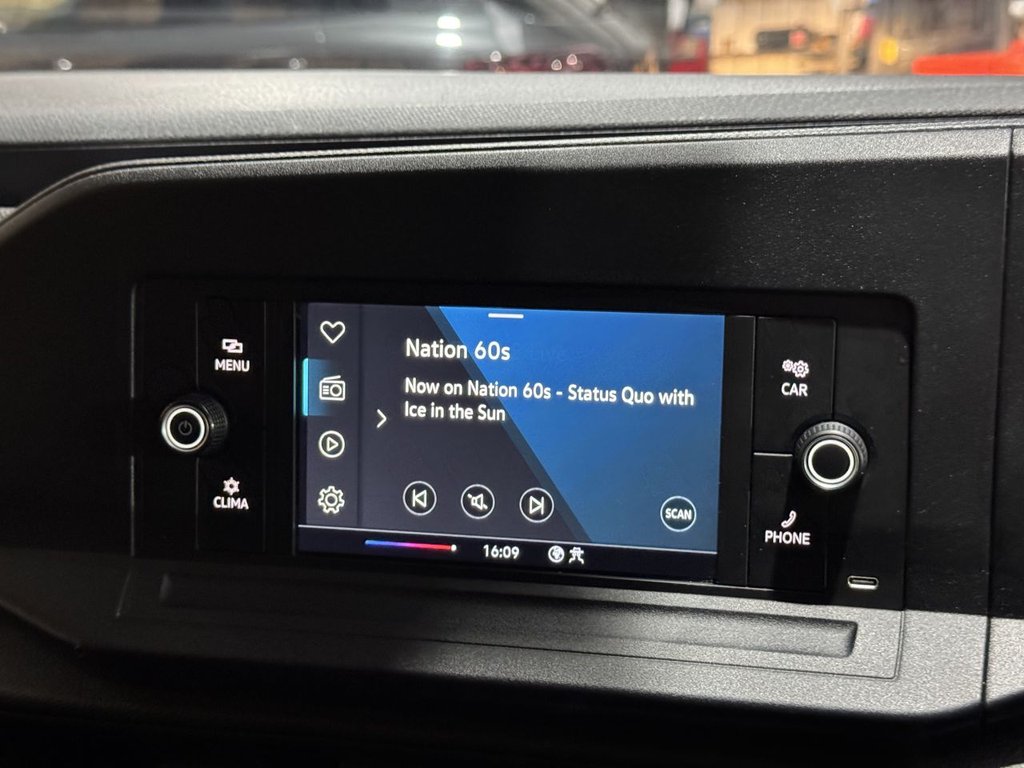 MENU
CLIMA
Nation 60s
Now on Nation 60s - Status Quo with
Ice in the Sun
SCAN
16:09
CAR
PHONE